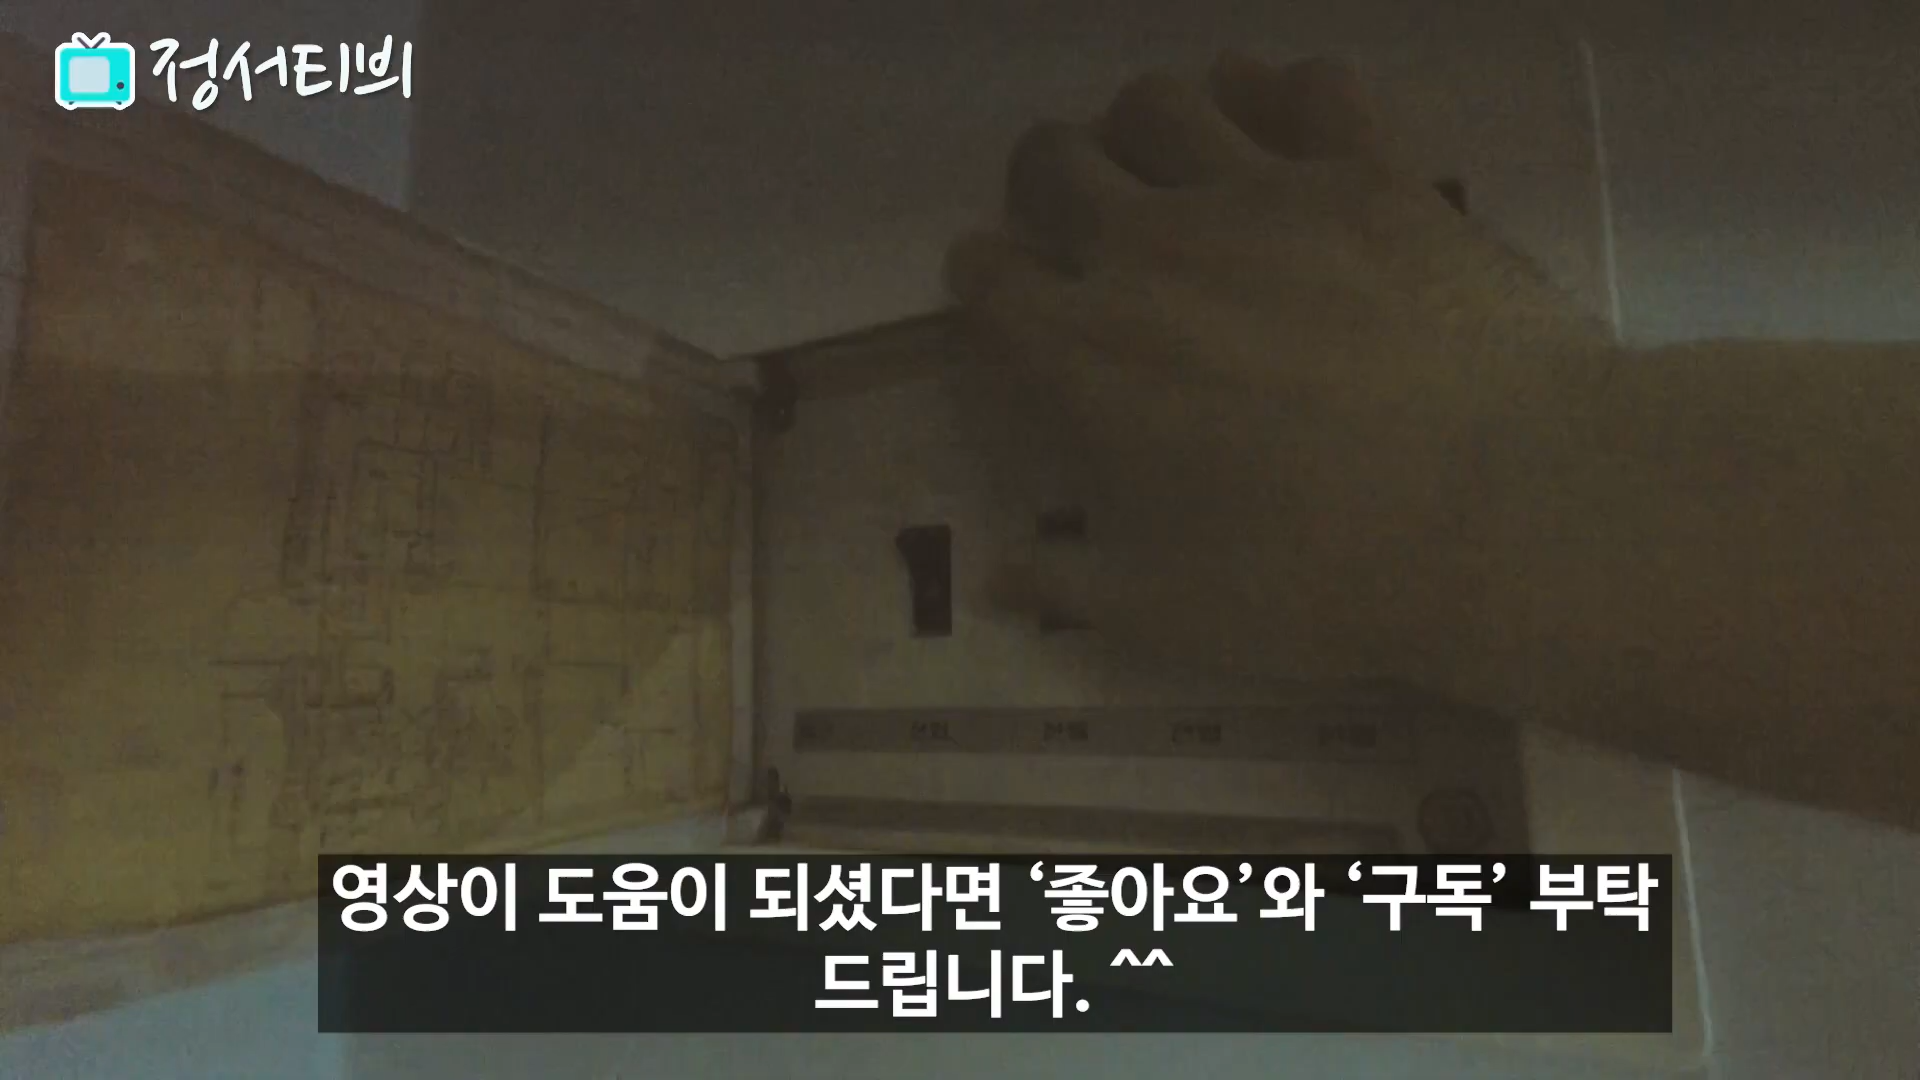 정서티븨
영상이 도움이 되셨다면 ‘좋아요’와 ‘구독’ 부탁
드립니다. ^^